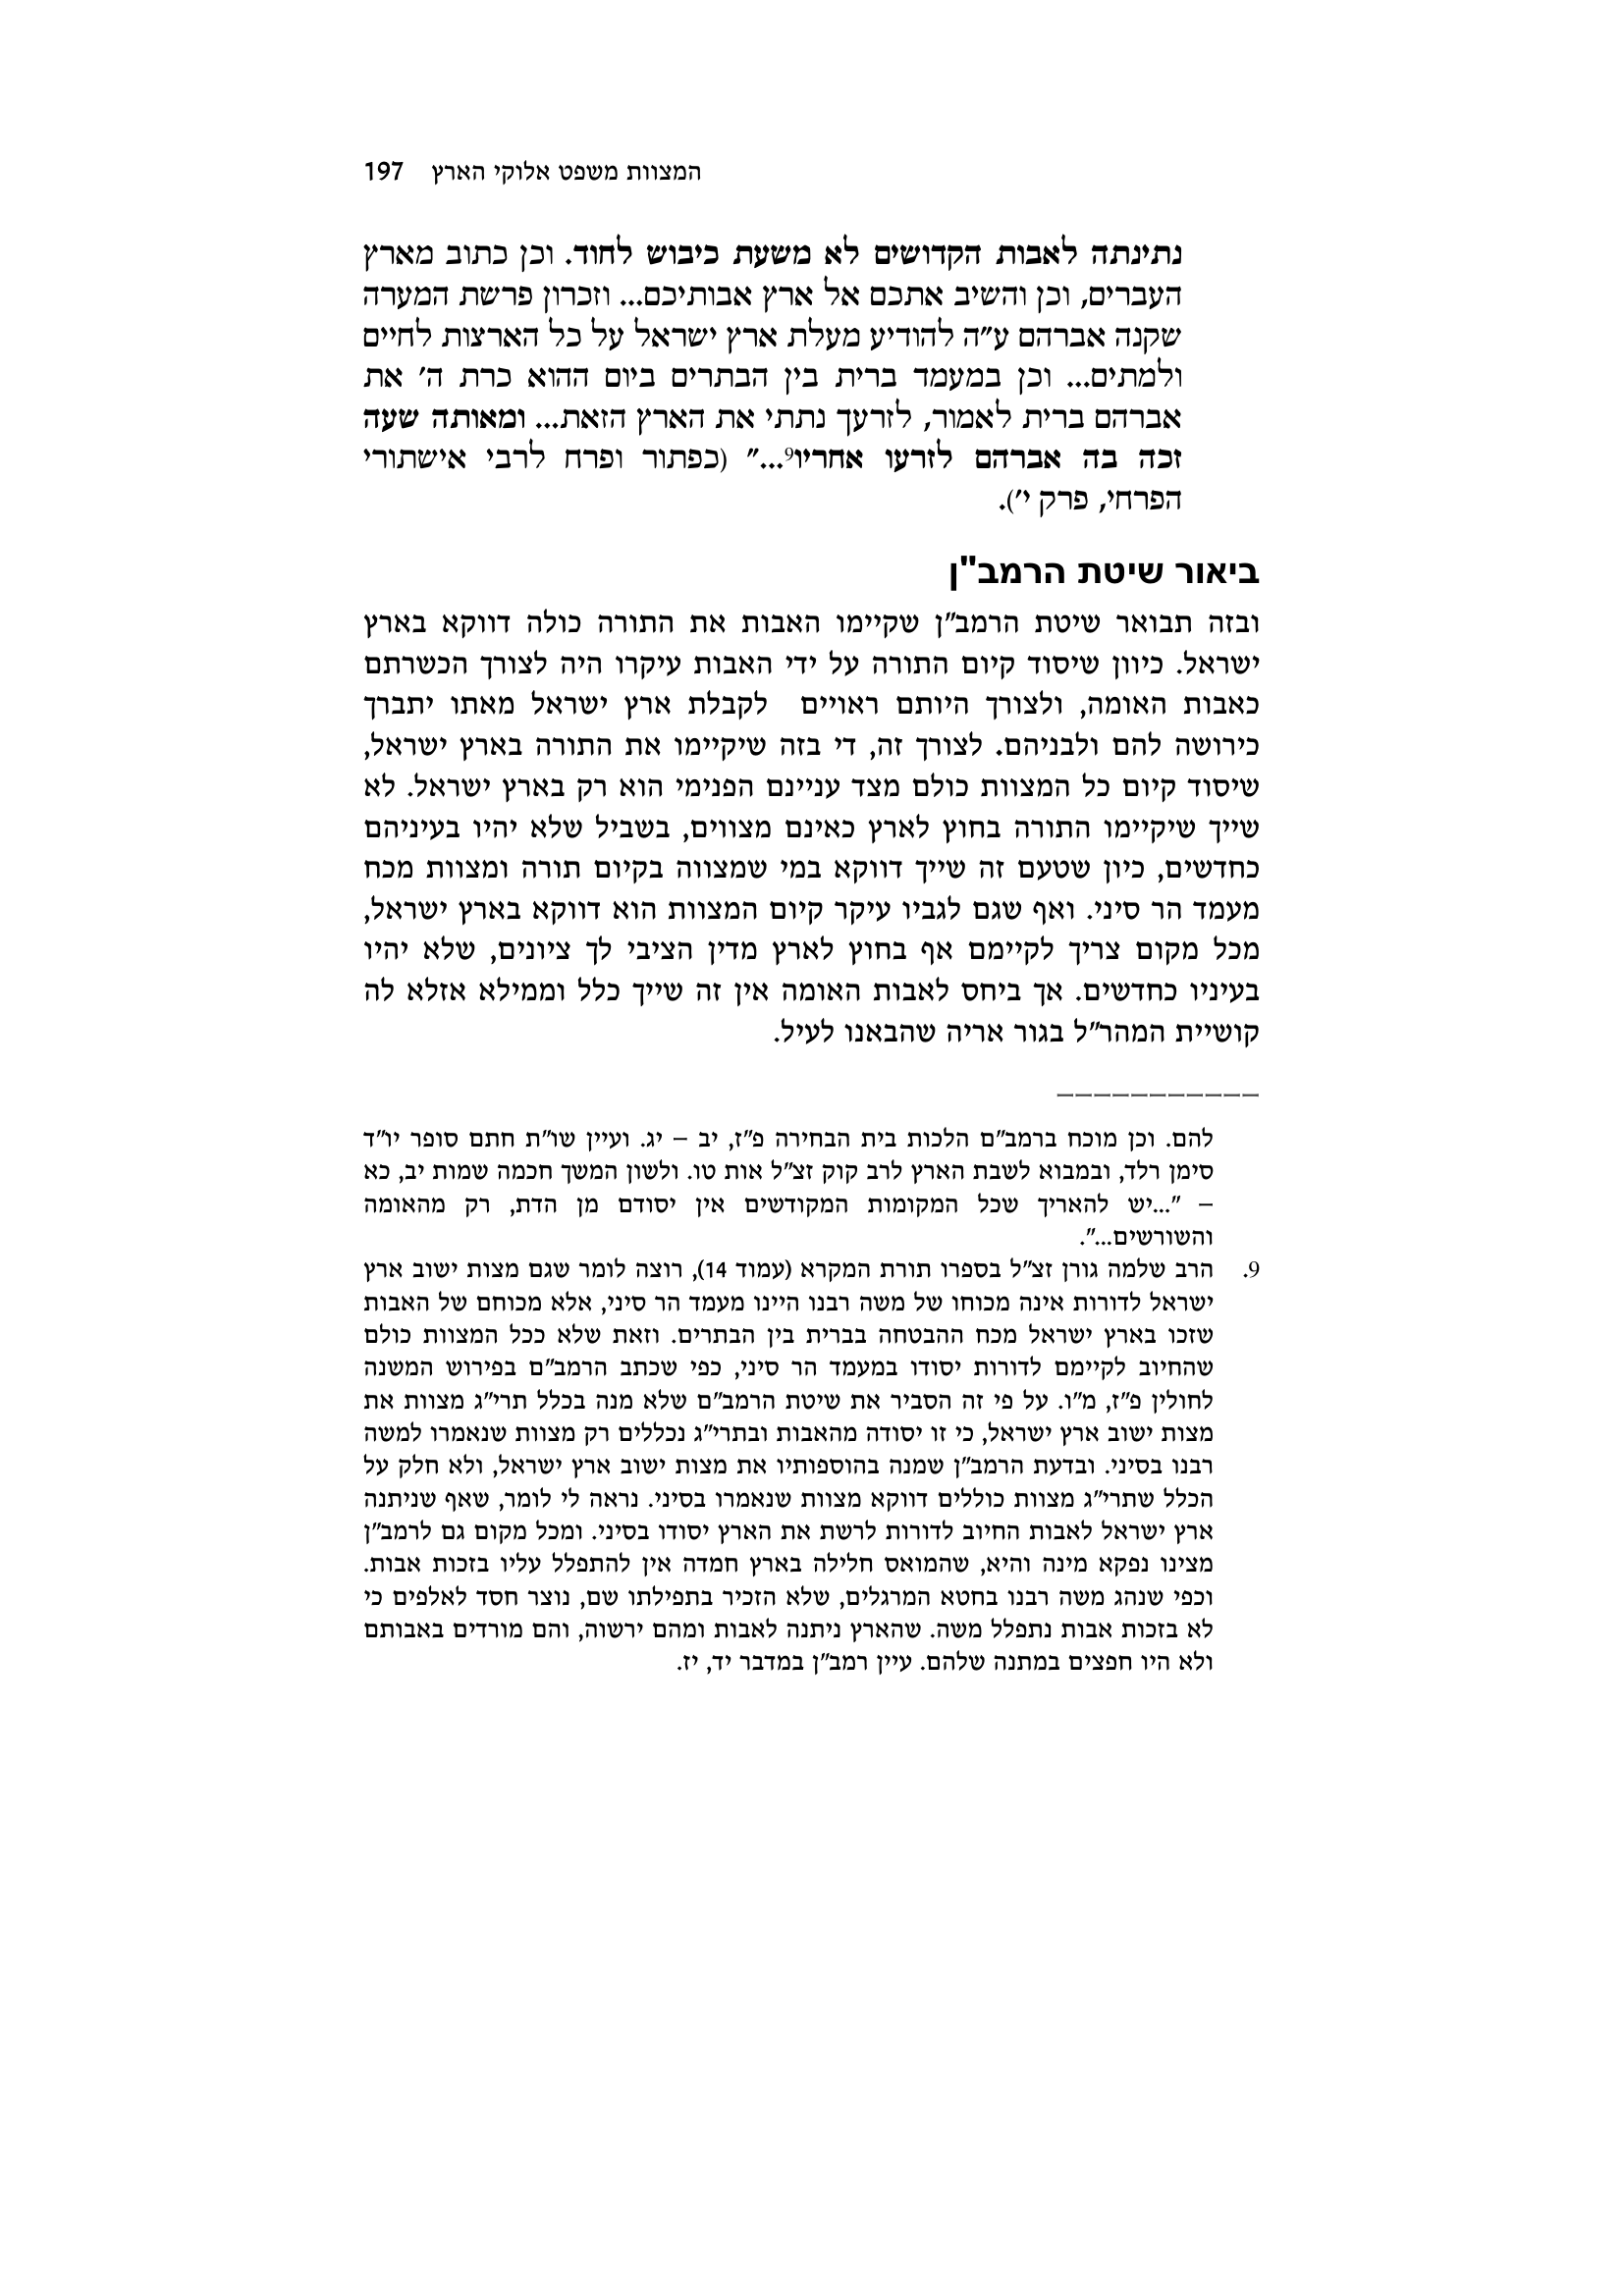 המצוות משפט אלוקי הארץ 197
נתינתה לאבות הקדושים לא משעת כיבוש לחוד. וכן כתוב מארץ
העברים, וכן והשיב אתכם אל ארץ אבותיכם... וזכרון פרשת המערה
שקנה אברהם ע״ה להודיע מעלת ארץ ישראל על כל הארצות לחיים
ולמתים... וכן במעמד ברית בין הבתרים ביום ההוא כרת ה׳ את
אברהם ברית לאמור, לזרעך נתתי את הארץ הזאת... ומאותה שעה
זכה בה אברהם לזרעו אחריו9...״ (כפתור ופרח לרבי אישתורי
הפרחי, פרק י׳).
ביאור שיטת הרמב"ן
ובזה תבואר שיטת הרמב״ן שקיימו האבות את התורה כולה דווקא בארץ
ישראל. כיוון שיסוד קיום התורה על ידי האבות עיקרו היה לצורך הכשרתם
כאבות האומה, ולצורך היותם ראויים לקבלת ארץ ישראל מאתו יתברך
כירושה להם ולבניהם. לצורך זה, די בזה שיקיימו את התורה בארץ ישראל,
שיסוד קיום כל המצוות כולם מצד עניינם הפנימי הוא רק בארץ ישראל. לא
שייך שיקיימו התורה בחוץ לארץ כאינם מצווים, בשביל שלא יהיו בעיניהם
כחדשים, כיון שטעם זה שייך דווקא במי שמצווה בקיום תורה ומצוות מכח
מעמד הר סיני. ואף שגם לגביו עיקר קיום המצוות הוא דווקא בארץ ישראל,
מכל מקום צריך לקיימם אף בחוץ לארץ מדין הציבי לך ציונים, שלא יהיו
בעיניו כחדשים. אך ביחס לאבות האומה אין זה שייך כלל וממילא אזלא לה
קושיית המהר״ל בגור אריה שהבאנו לעיל.
––––––––––––
להם. וכן מוכח ברמב״ם הלכות בית הבחירה פ״ז, יב – יג. ועיין שו״ת חתם סופר יו״ד
סימן רלד, ובמבוא לשבת הארץ לרב קוק זצ״ל אות טו. ולשון המשך חכמה שמות יב, כא
– ״...יש להאריך שכל המקומות המקודשים אין יסודם מן הדת, רק מהאומה
והשורשים...״.
9. הרב שלמה גורן זצ״ל בספרו תורת המקרא (עמוד 14), רוצה לומר שגם מצות ישוב ארץ
ישראל לדורות אינה מכוחו של משה רבנו היינו מעמד הר סיני, אלא מכוחם של האבות
שזכו בארץ ישראל מכח ההבטחה בברית בין הבתרים. וזאת שלא ככל המצוות כולם
שהחיוב לקיימם לדורות יסודו במעמד הר סיני, כפי שכתב הרמב״ם בפירוש המשנה
לחולין פ״ז, מ״ו. על פי זה הסביר את שיטת הרמב״ם שלא מנה בכלל תרי״ג מצוות את
מצות ישוב ארץ ישראל, כי זו יסודה מהאבות ובתרי״ג נכללים רק מצוות שנאמרו למשה
רבנו בסיני. ובדעת הרמב״ן שמנה בהוספותיו את מצות ישוב ארץ ישראל, ולא חלק על
הכלל שתרי״ג מצוות כוללים דווקא מצוות שנאמרו בסיני. נראה לי לומר, שאף שניתנה
ארץ ישראל לאבות החיוב לדורות לרשת את הארץ יסודו בסיני. ומכל מקום גם לרמב״ן
מצינו נפקא מינה והיא, שהמואס חלילה בארץ חמדה אין להתפלל עליו בזכות אבות.
וכפי שנהג משה רבנו בחטא המרגלים, שלא הזכיר בתפילתו שם, נוצר חסד לאלפים כי
לא בזכות אבות נתפלל משה. שהארץ ניתנה לאבות ומהם ירשוה, והם מורדים באבותם
ולא היו חפצים במתנה שלהם. עיין רמב״ן במדבר יד, יז.